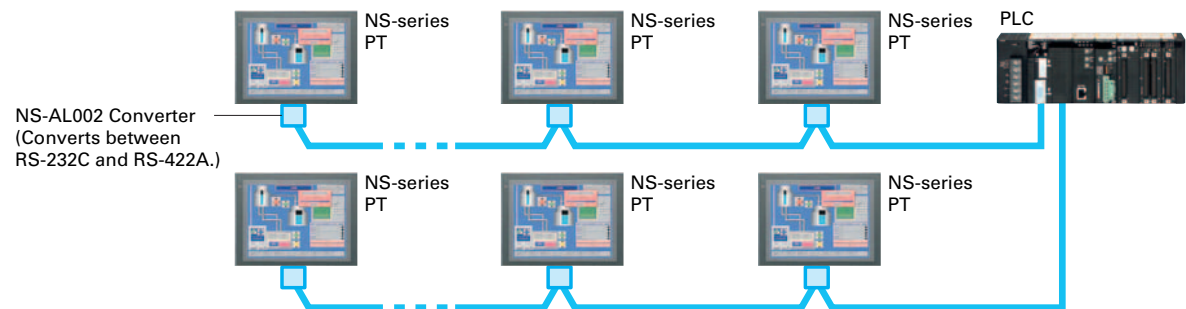 NS-series
PT
NS-series
PT
NS-series
PT
PLC
NS-AL002 Converter
(Converts between
RS-232C and RS-422A.)
NS-series
PT
NS-series
PT
NS-series
PT